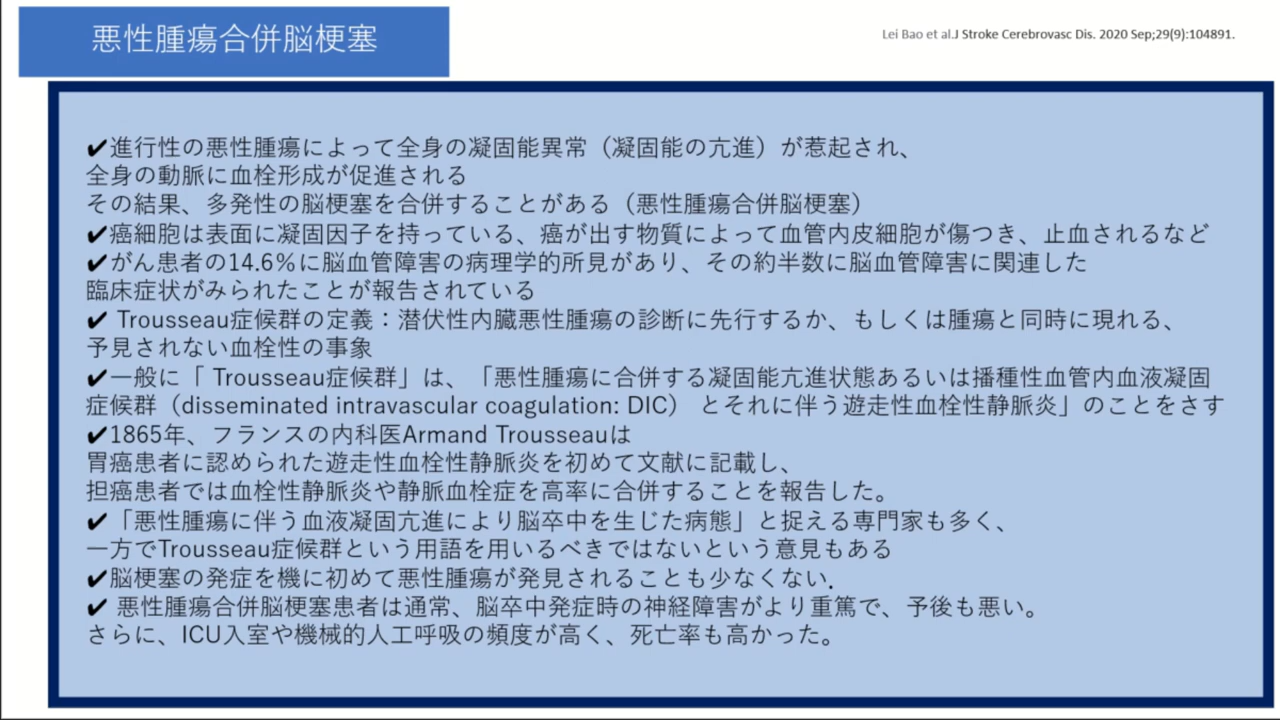 悪性腫瘍合併脳梗塞
Lei Bao et al.J Stroke Cerebrovasc Dis. 2020 Sep;29(9):104891.
✔進行性の悪性腫瘍によって全身の凝固能異常（凝固能の亢進）が惹起され、
全身の動脈に血栓形成が促進される
その結果、多発性の脳梗塞を合併することがある（悪性腫瘍合併脳梗塞）
✔癌細胞は表面に凝固因子を持っている、癌が出す物質によって血管内皮細胞が傷つき、止血されるなど
✔がん患者の14.6%に脳血管障害の病理学的所見があり、その約半数に脳血管障害に関連した
臨床症状がみられたことが報告されている
✔ Trousseau症候群の定義：潜伏性内臓悪性腫瘍の診断に先行するか、もしくは腫瘍と同時に現れる、
予見されない血栓性の事象
✔一般に「 Trousseau症候群」は、「悪性腫瘍に合併する凝固能亢進状態あるいは播種性血管内血液凝固
症候群（disseminated intravascular coagulation: DIC） とそれに伴う遊走性血栓性静脈炎」のことをさす
✔1865年、フランスの内科医Armand Trousseauは
胃癌患者に認められた遊走性血栓性静脈炎を初めて文献に記載し、
担癌患者では血栓性静脈炎や静脈血栓症を高率に合併することを報告した。
✔「悪性腫瘍に伴う血液凝固亢進により脳卒中を生じた病態」と捉える専門家も多く、
一方でTrousseau症候群という用語を用いるべきではないという意見もある
✔脳梗塞の発症を機に初めて悪性腫瘍が発見されることも少なくない．
✔ 悪性腫瘍合併脳梗塞患者は通常、脳卒中発症時の神経障害がより重篤で、予後も悪い。
さらに、ICU入室や機械的人工呼吸の頻度が高く、死亡率も高かった。